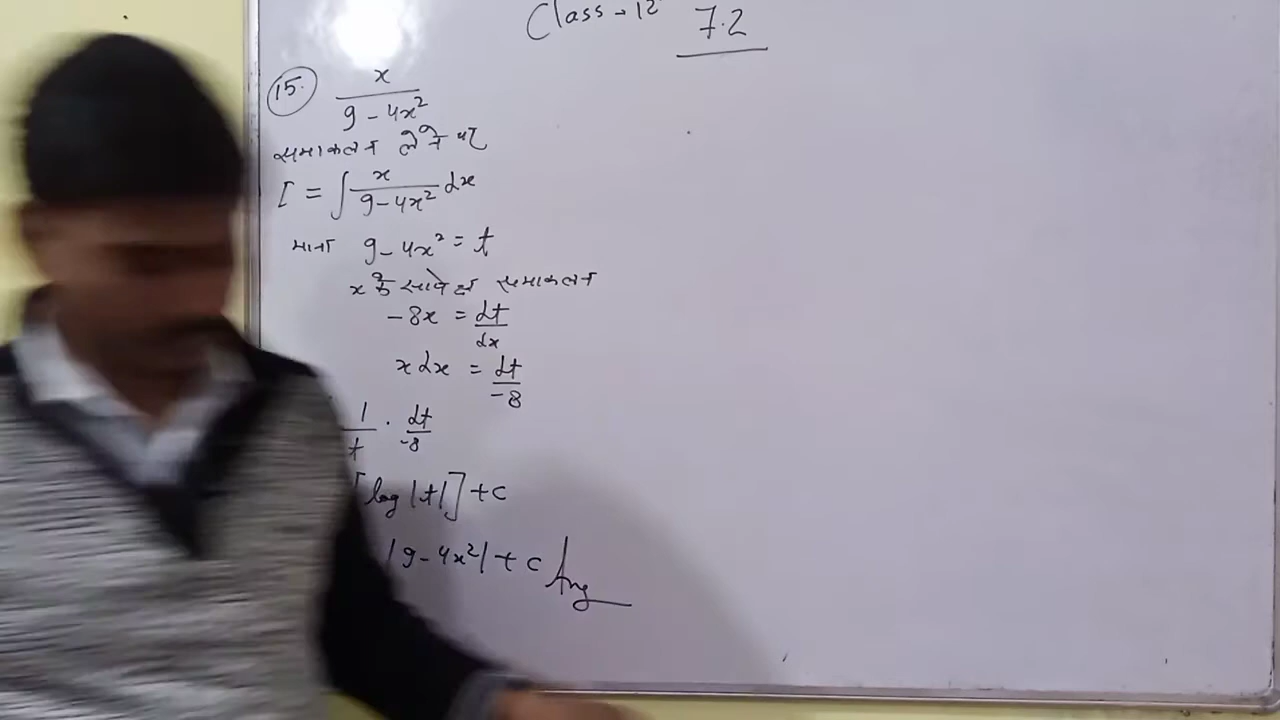 Class - 12 7.2
15. x / 9 - 4x²
समाकलन लेने पर
I = ∫ x / 9 - 4x² dx
माना 9 - 4x² = t
x के सापेक्ष समाकलन
-8x = dt / dx
x dx = dt / -8
1 / t · dt / -8
[log |t|] + c
|9 - 4x²| + c Ans